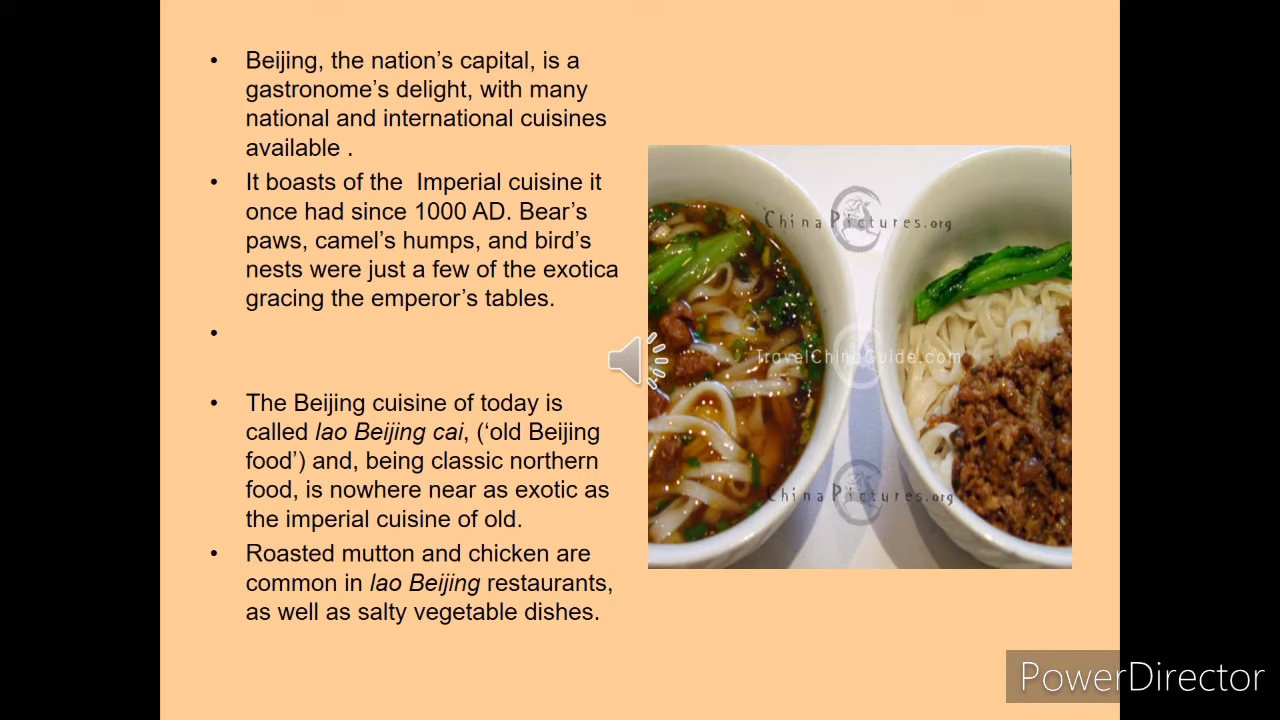 • Beijing, the nation’s capital, is a
gastronome’s delight, with many
national and international cuisines
available .
• It boasts of the  Imperial cuisine it
once had since 1000 AD. Bear’s
paws, camel’s humps, and bird’s
nests were just a few of the exotica
gracing the emperor’s tables.
•
• The Beijing cuisine of today is
called lao Beijing cai, (‘old Beijing
food’) and, being classic northern
food, is nowhere near as exotic as
the imperial cuisine of old.
• Roasted mutton and chicken are
common in lao Beijing restaurants,
as well as salty vegetable dishes.
ChinaPictures.org
TravelChinaGuide.com
ChinaPictures.org
PowerDirector